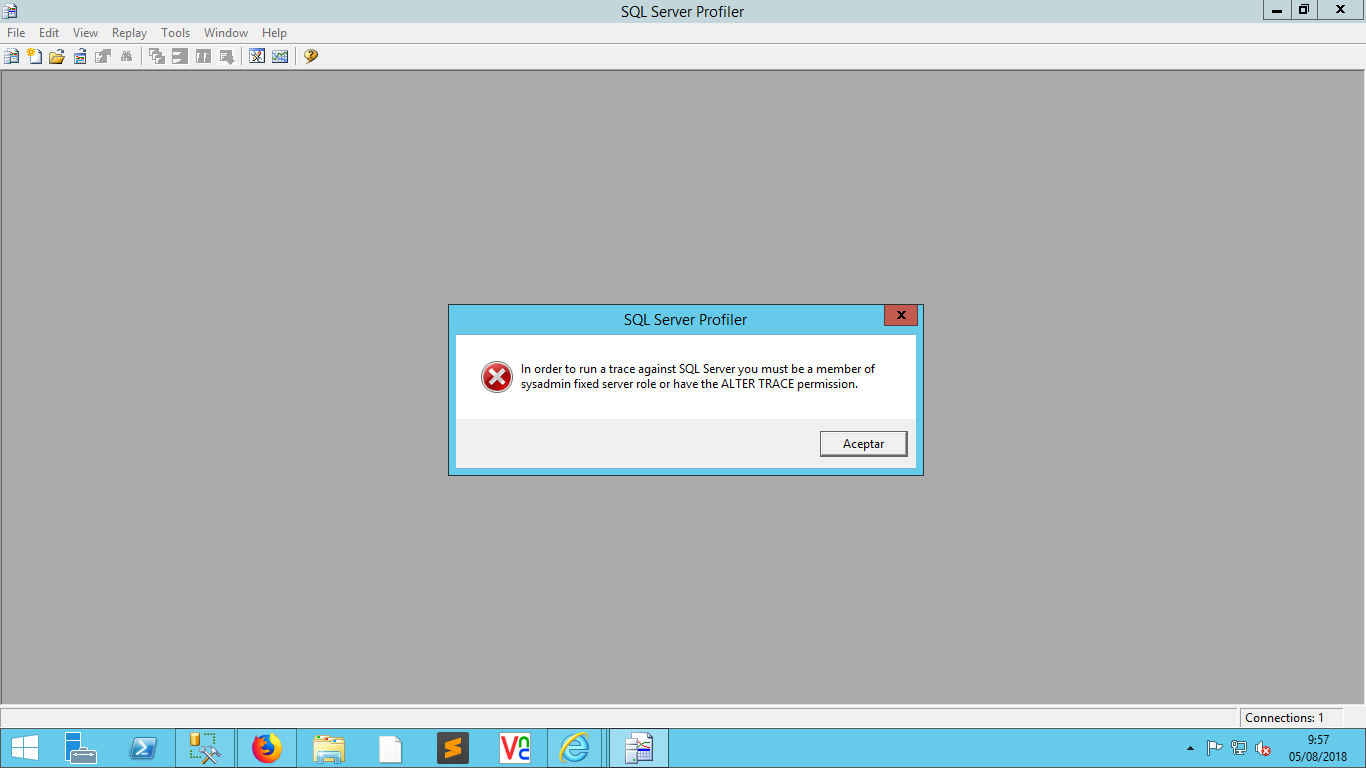 SQL Server Profiler
File Edit View Replay Tools Window Help
SQL Server Profiler
x
In order to run a trace against SQL Server you must be a member of
sysadmin fixed server role or have the ALTER TRACE permission.
Aceptar
Connections: 1
9:57
05/08/2018